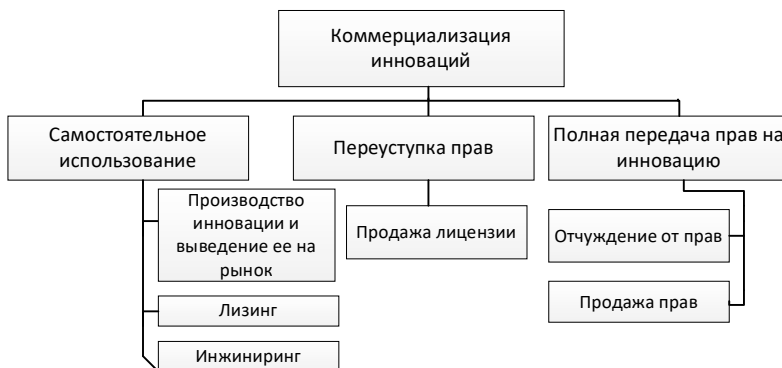 Коммерциализация
инноваций
Самостоятельное
использование
Переуступка прав
Полная передача прав на
инновацию
Производство
инновации и
выведение ее на
рынок
Продажа лицензии
Отчуждение от прав
Лизинг
Продажа прав
Инжиниринг